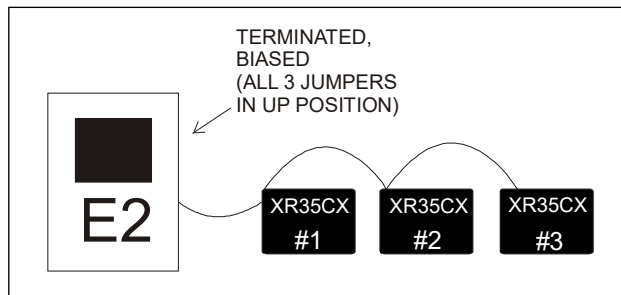 TERMINATED,
BIASED
(ALL 3 JUMPERS
IN UP POSITION)
E2
XR35CX
#1
XR35CX
#2
XR35CX
#3